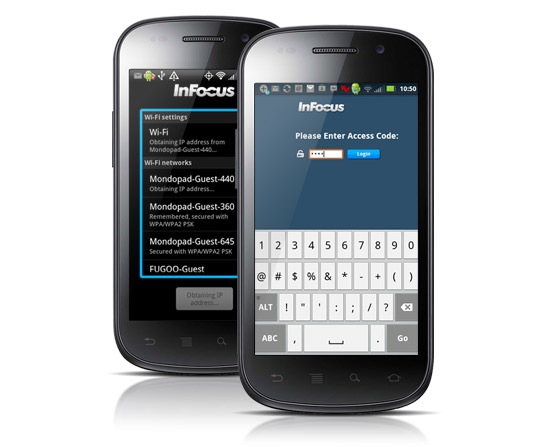 InFocus
Wi-Fi settings
Wi-Fi
Obtaining IP address from
Mondopad-Guest-440...
Wi-Fi networks
Mondopad-Guest-440
Obtaining IP address...
Mondopad-Guest-360
Remembered, secured with
WPA/WPA2 PSK
Mondopad-Guest-645
Secured with WPA/WPA2 PSK
FUGOO-Guest
Obtaining IP
address...
10:50
InFocus
Please Enter Access Code:
Login
1 2 3 4 5 6 7 8 9 0
@ # $ % & * - + ( )
ALT ! " ' : ; / ?
ABC , Go